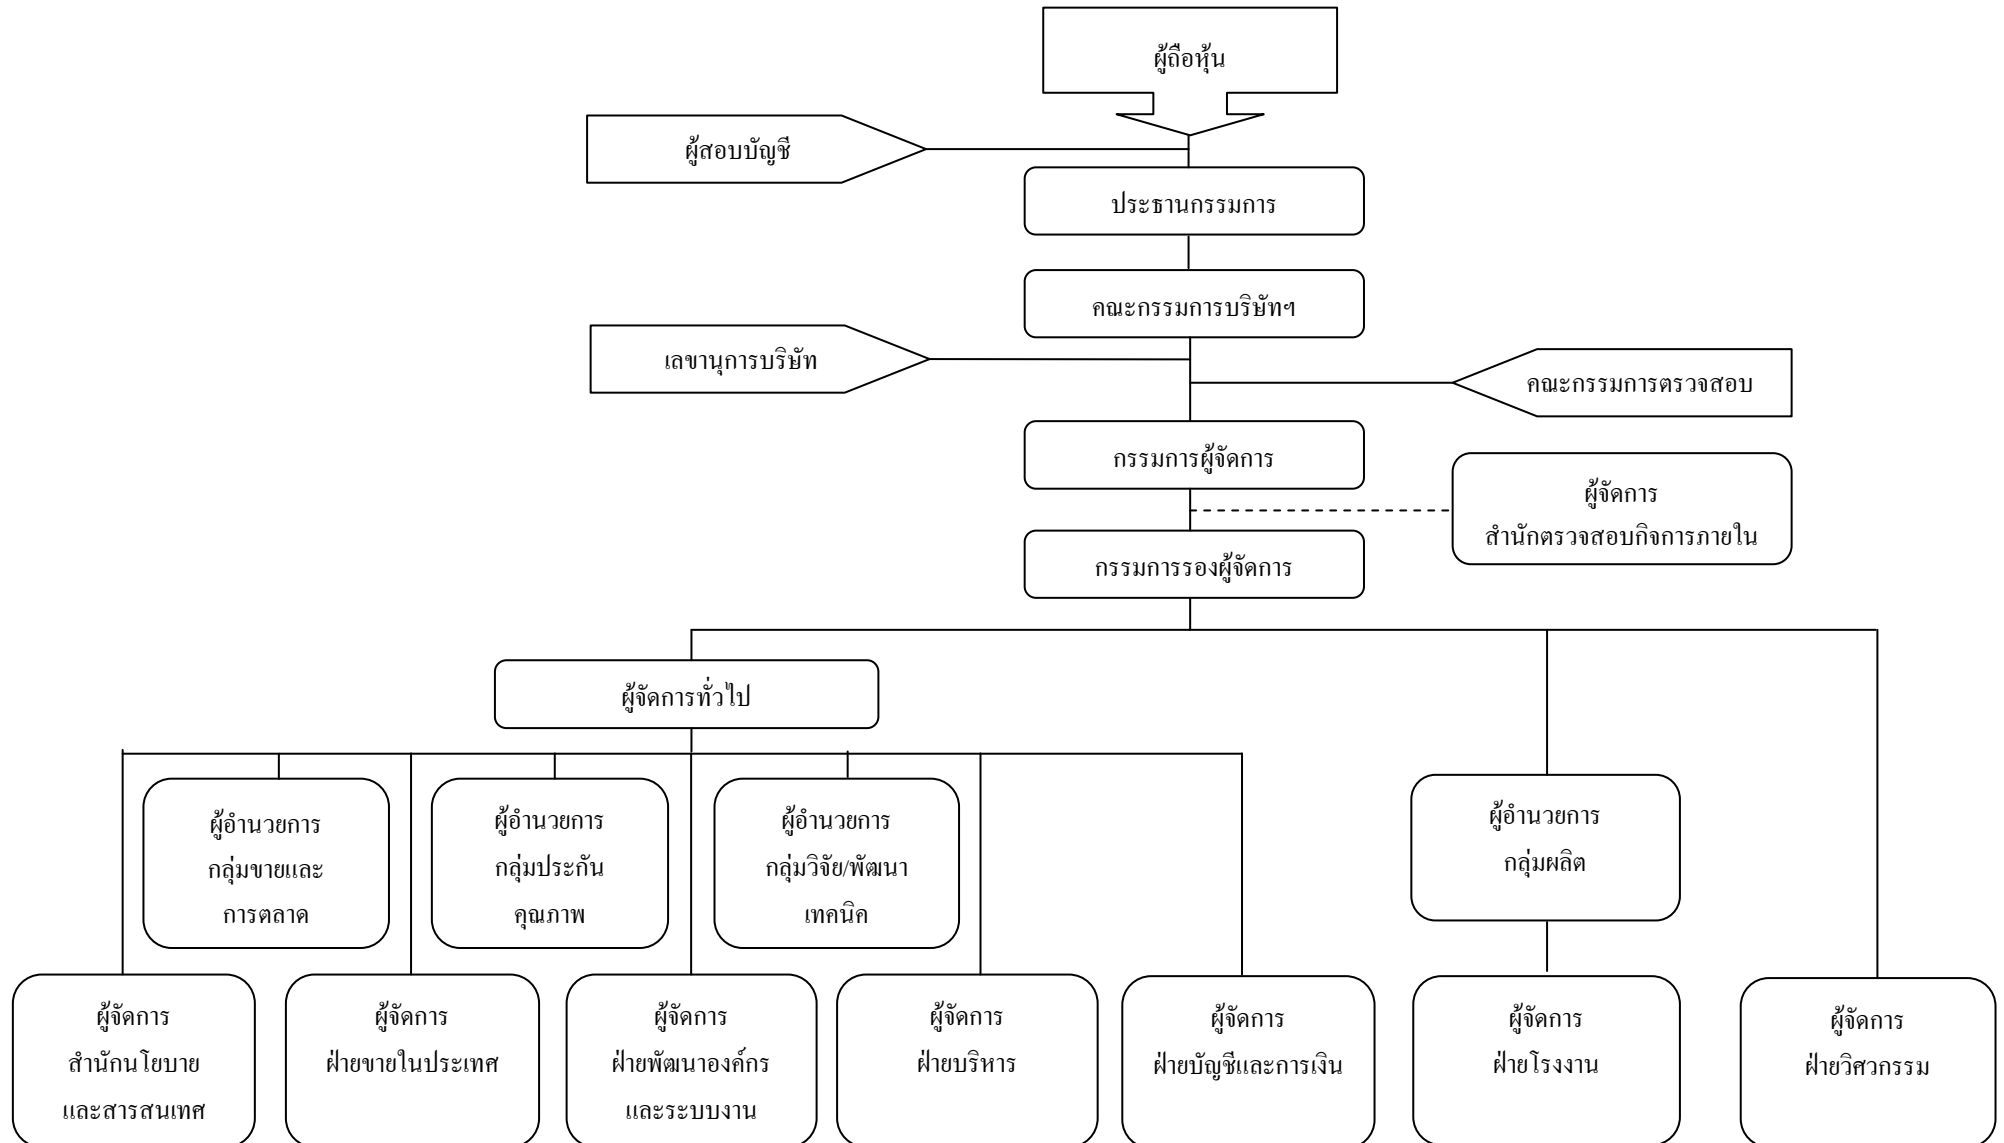 ผู้ถือหุ้น
ผู้สอบบัญชี
ประธานกรรมการ
คณะกรรมการบริษัทฯ
เลขานุการบริษัท
คณะกรรมการตรวจสอบ
กรรมการผู้จัดการ
ผู้จัดการ
สำนักตรวจสอบกิจการภายใน
กรรมการรองผู้จัดการ
ผู้จัดการทั่วไป
ผู้อำนวยการ
กลุ่มขายและ
การตลาด
ผู้อำนวยการ
กลุ่มประกัน
คุณภาพ
ผู้อำนวยการ
กลุ่มวิจัย/พัฒนา
เทคนิค
ผู้อำนวยการ
กลุ่มผลิต
ผู้จัดการ
สำนักนโยบาย
และสารสนเทศ
ผู้จัดการ
ฝ่ายขายในประเทศ
ผู้จัดการ
ฝ่ายพัฒนาองค์กร
และระบบงาน
ผู้จัดการ
ฝ่ายบริหาร
ผู้จัดการ
ฝ่ายบัญชีและการเงิน
ผู้จัดการ
ฝ่ายโรงงาน
ผู้จัดการ
ฝ่ายวิศวกรรม